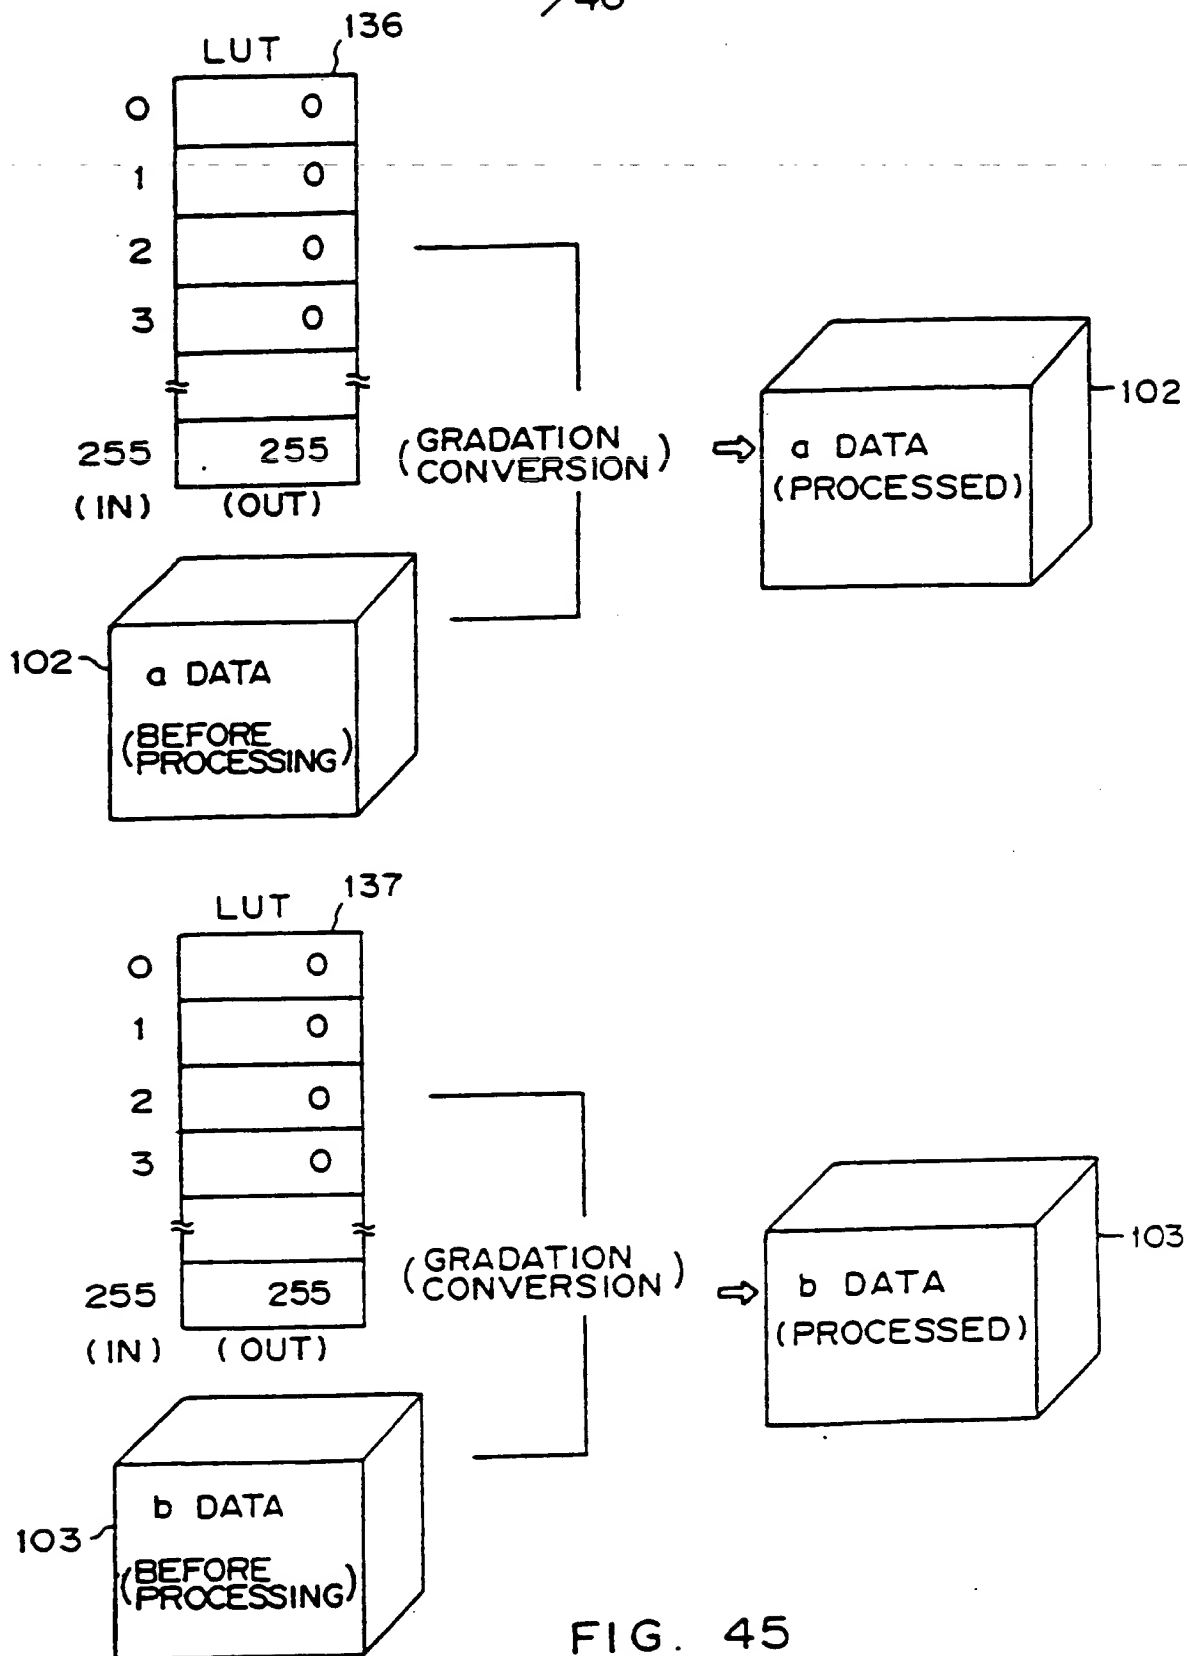 136
LUT
0 0
1 0
2 0
3 0
255 255
(IN) (OUT)
(GRADATION
CONVERSION)
a DATA
(PROCESSED)
102
102
a DATA
(BEFORE
PROCESSING)
137
LUT
0 0
1 0
2 0
3 0
255 255
(IN) (OUT)
(GRADATION
CONVERSION)
b DATA
(PROCESSED)
103
103
b DATA
(BEFORE
PROCESSING)
FIG. 45